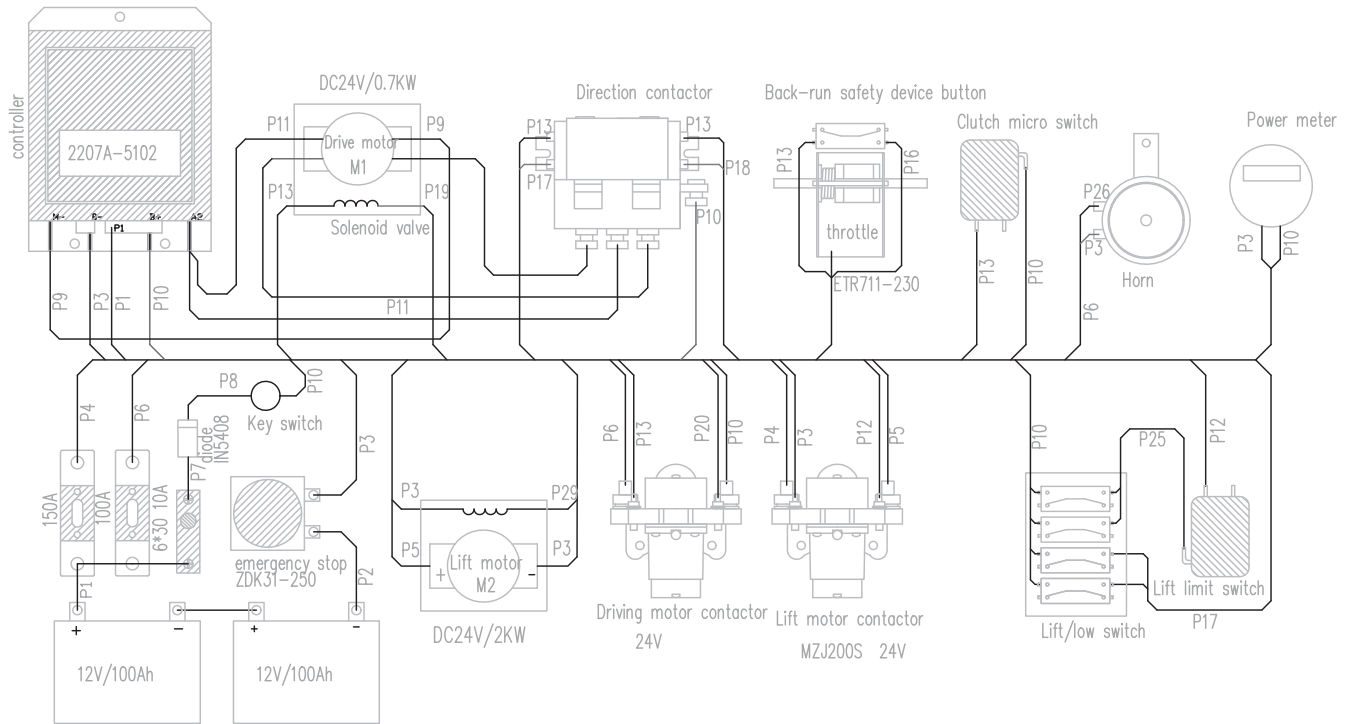 controller
2207A-5102
M-
B-
P1
B+
A2
DC24V/0.7KW
P11
P9
Drive motor
M1
P13
P19
Solenoid valve
Direction contactor
P13
P13
P17
P18
P10
Back-run safety device button
P13
P16
throttle
ETR711-230
Clutch micro switch
P13
P10
P26
P3
Horn
P6
Power meter
P3
P10
P9
P3
P1
P10
P11
P4
P6
P8
P10
Key switch
diode
IN5408
P7
P3
150A
100A
6*30 10A
emergency stop
ZDK31-250
P1
P2
+
-
+
-
12V/100Ah
12V/100Ah
P3
P29
P5
P3
+
Lift motor
M2
-
DC24V/2KW
P6
P13
P20
P10
Driving motor contactor
24V
P4
P3
P12
P5
Lift motor contactor
MZJ200S 24V
P10
P25
P12
Lift limit switch
P17
Lift/low switch